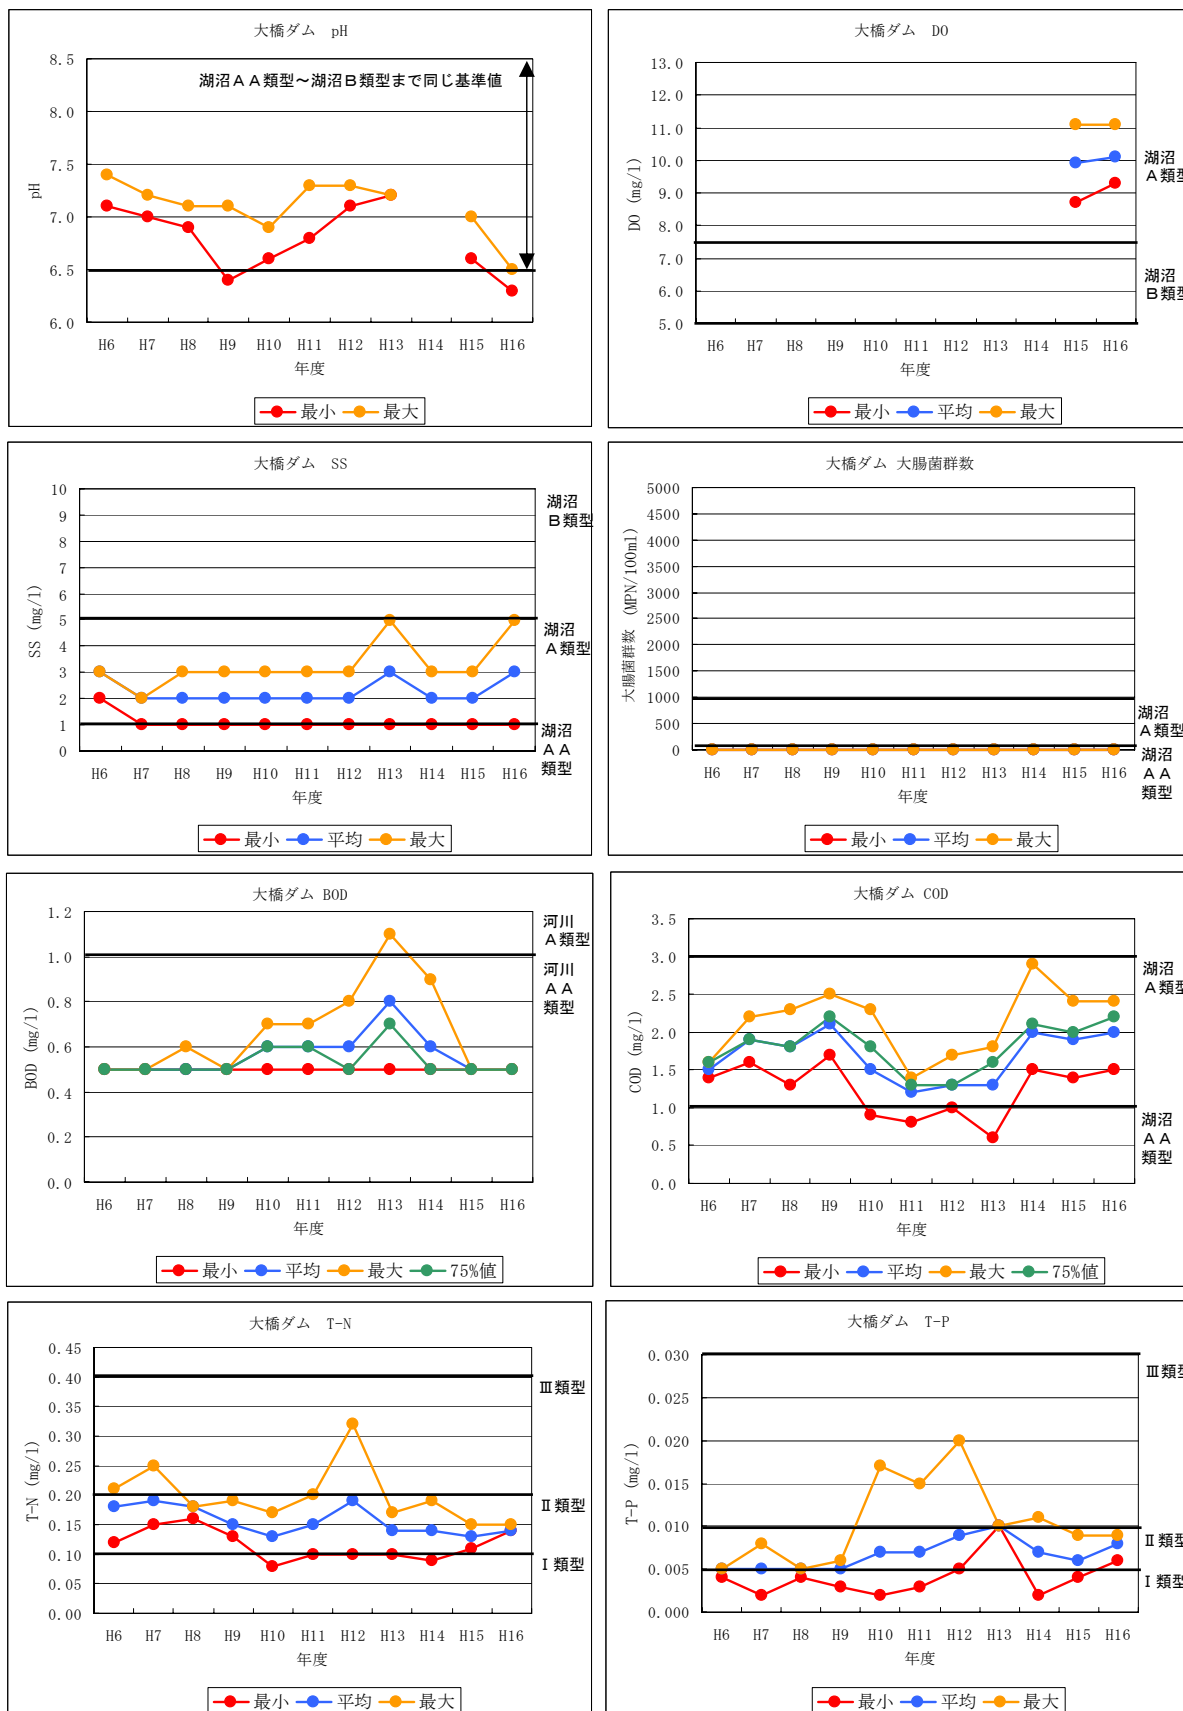 大橋ダム　pH
8.5
8.0
7.5
7.0
6.5
6.0
pH
湖沼ＡＡ類型～湖沼Ｂ類型まで同じ基準値
H6 H7 H8 H9 H10 H11 H12 H13 H14 H15 H16
年度
最小 最大
大橋ダム　DO
13.0
12.0
11.0
10.0
9.0
8.0
7.0
6.0
5.0
DO (mg/l)
湖沼
Ａ類型
湖沼
Ｂ類型
H6 H7 H8 H9 H10 H11 H12 H13 H14 H15 H16
年度
最小 平均 最大
大橋ダム　SS
10
9
8
7
6
5
4
3
2
1
0
SS (mg/l)
湖沼
Ｂ類型
湖沼
Ａ類型
湖沼
ＡＡ
類型
H6 H7 H8 H9 H10 H11 H12 H13 H14 H15 H16
年度
最小 平均 最大
大橋ダム 大腸菌群数
5000
4500
4000
3500
3000
2500
2000
1500
1000
500
0
大腸菌群数 (MPN/100ml)
湖沼
Ａ類型
湖沼
ＡＡ
類型
H6 H7 H8 H9 H10 H11 H12 H13 H14 H15 H16
年度
最小 平均 最大
大橋ダム BOD
1.2
1.0
0.8
0.6
0.4
0.2
0.0
BOD (mg/l)
河川
Ａ類型
河川
ＡＡ
類型
H6 H7 H8 H9 H10 H11 H12 H13 H14 H15 H16
年度
最小 平均 最大 75%値
大橋ダム COD
3.5
3.0
2.5
2.0
1.5
1.0
0.5
0.0
COD (mg/l)
湖沼
Ａ類型
湖沼
ＡＡ
類型
H6 H7 H8 H9 H10 H11 H12 H13 H14 H15 H16
年度
最小 平均 最大 75%値
大橋ダム　T-N
0.45
0.40
0.35
0.30
0.25
0.20
0.15
0.10
0.05
0.00
T-N (mg/l)
Ⅲ類型
Ⅱ類型
Ⅰ類型
H6 H7 H8 H9 H10 H11 H12 H13 H14 H15 H16
年度
最小 平均 最大
大橋ダム　T-P
0.030
0.025
0.020
0.015
0.010
0.005
0.000
T-P (mg/l)
Ⅲ類型
Ⅱ類型
Ⅰ類型
H6 H7 H8 H9 H10 H11 H12 H13 H14 H15 H16
年度
最小 平均 最大